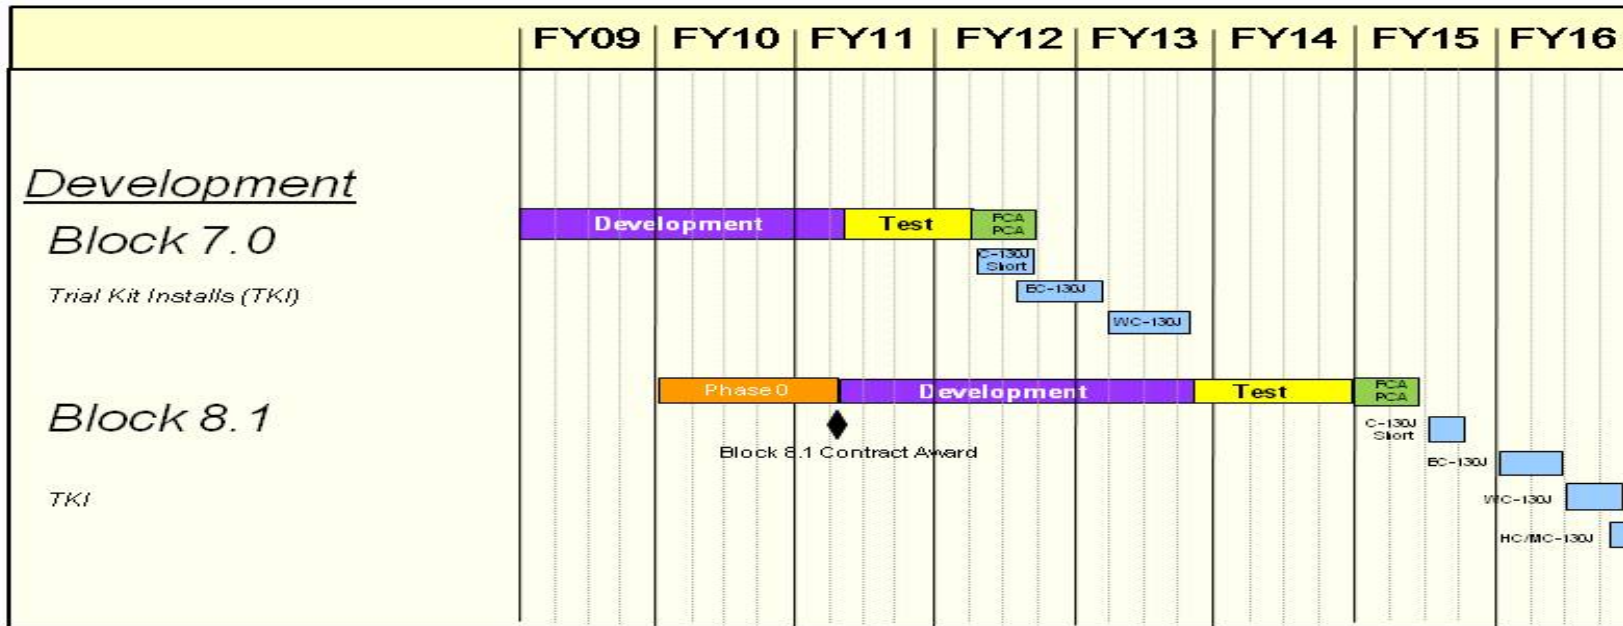 FY09 FY10 FY11 FY12 FY13 FY14 FY15 FY16
Development
Block 7.0
Development Test PCA
PCA
C-130J
Short
Trial Kit Installs (TKI)
EC-130J
WC-130J
Block 8.1
Phase 0 Development Test PCA
PCA
Block 8.1 Contract Award
C-130J
Short
EC-130J
TKI
WC-130J
HC/MC-130J